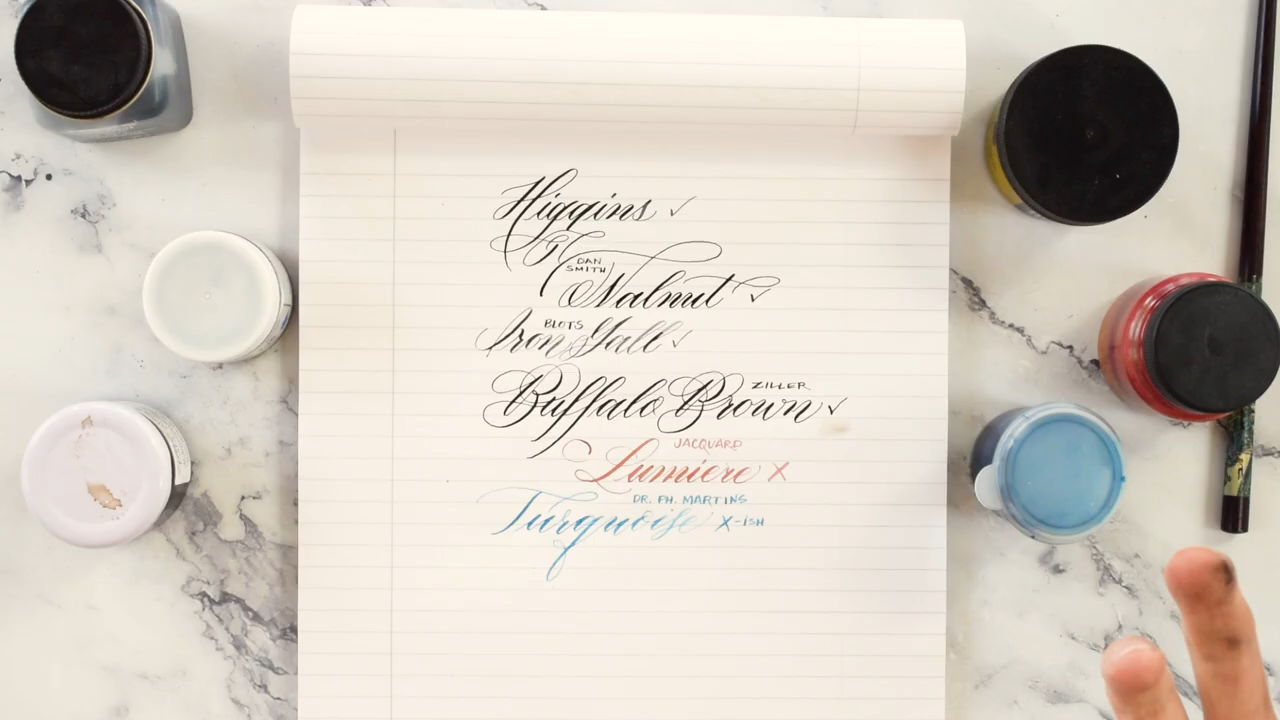 Higgins ✓
DAN
SMITH
Walnut ✓
BLOTS
Iron Gall ✓
ZILLER
Buffalo Brown ✓
JACQUARD
Lumiere X
DR. PH. MARTINS
Turquoise X-ISH